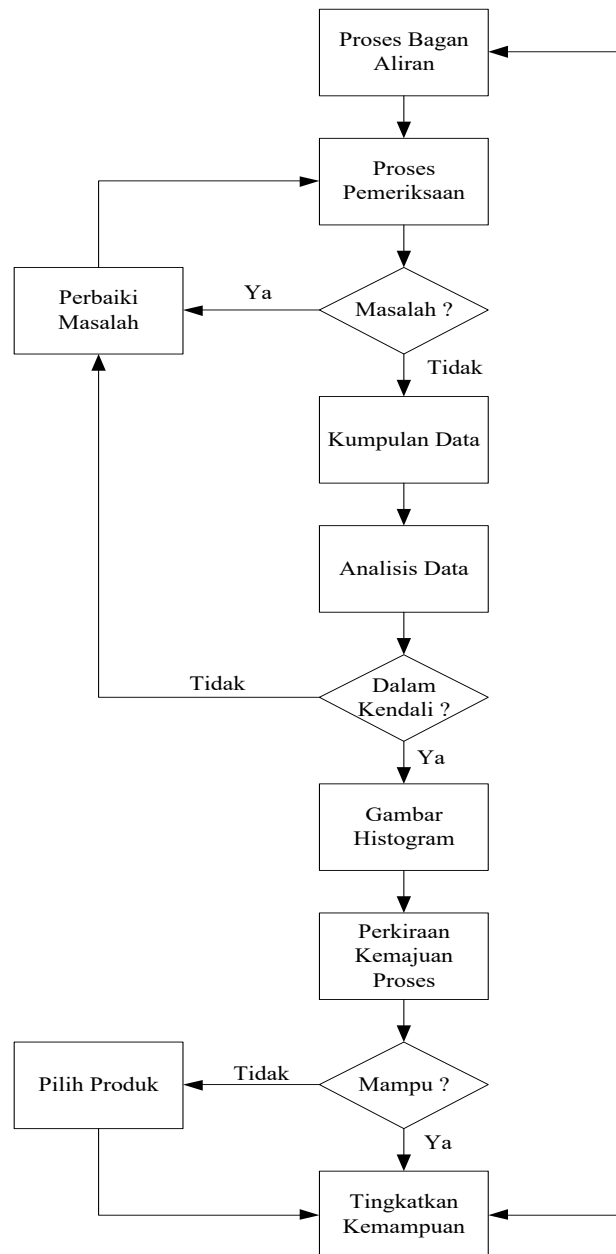 Proses Bagan
Aliran
Proses
Pemeriksaan
Perbaiki
Masalah
Ya
Masalah ?
Tidak
Kumpulan Data
Analisis Data
Tidak
Dalam
Kendali ?
Ya
Gambar
Histogram
Perkiraan
Kemajuan
Proses
Pilih Produk
Tidak
Mampu ?
Ya
Tingkatkan
Kemampuan